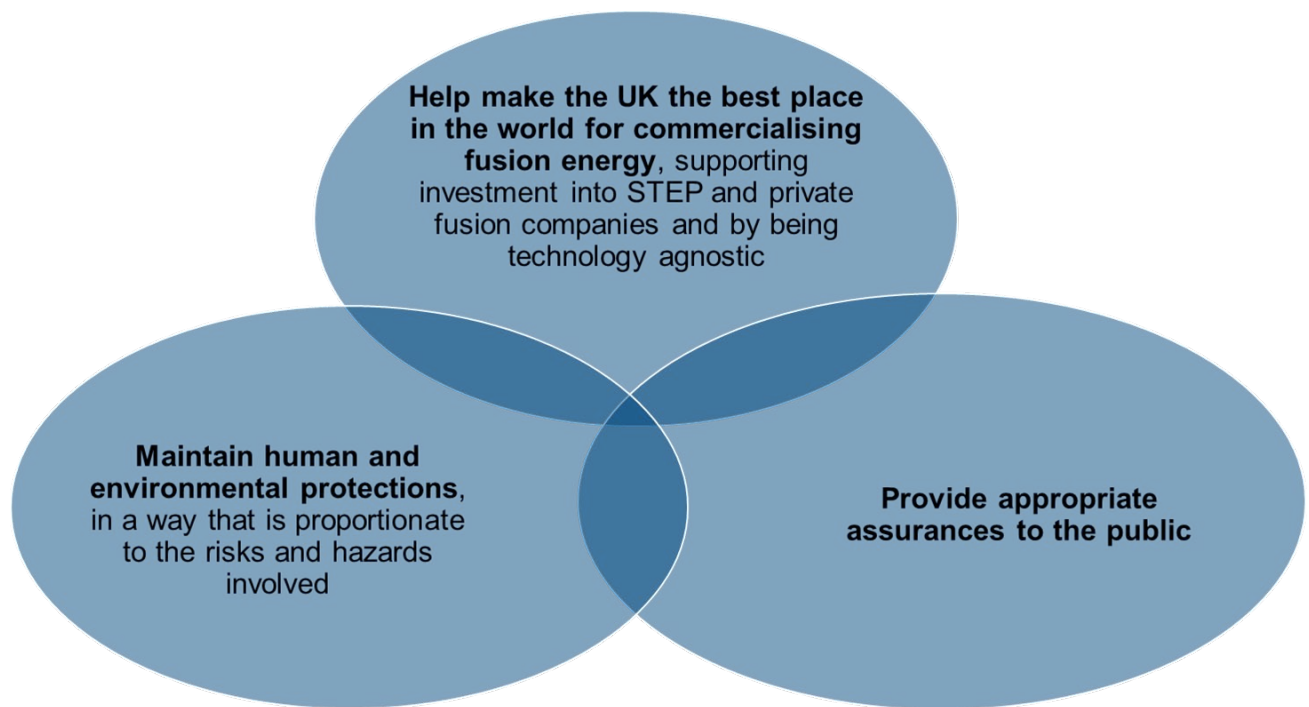 Help make the UK the best place
in the world for commercialising
fusion energy, supporting
investment into STEP and private
fusion companies and by being
technology agnostic
Maintain human and
environmental protections,
in a way that is proportionate
to the risks and hazards
involved
Provide appropriate
assurances to the public